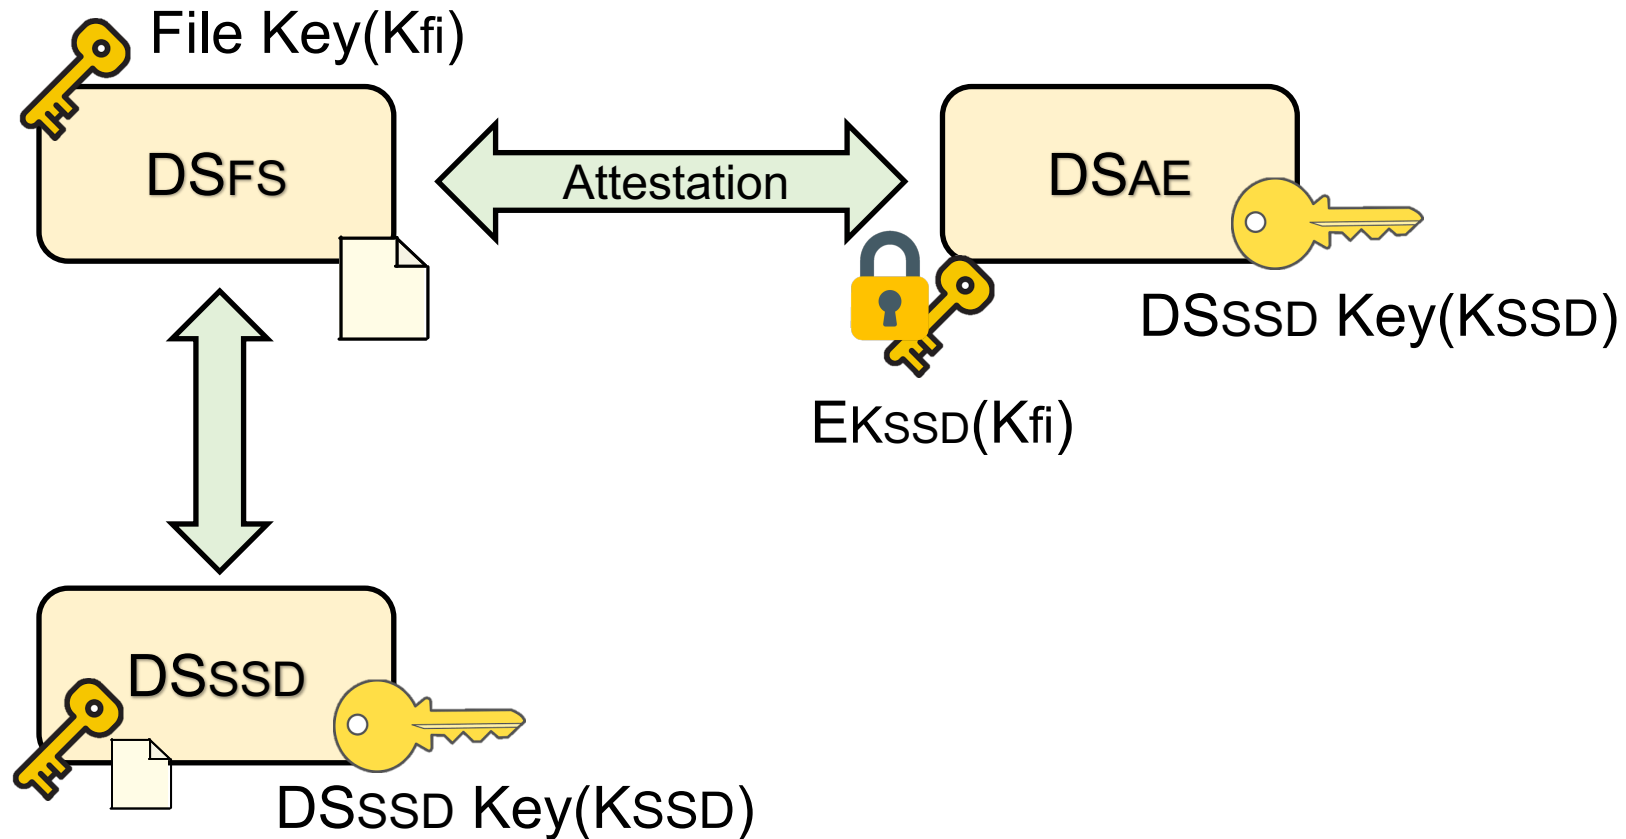 File Key(Kfi)
DSFS
Attestation
DSAE
DSSSD Key(KSSD)
EKSSD(Kfi)
DSSSD
DSSSD Key(KSSD)